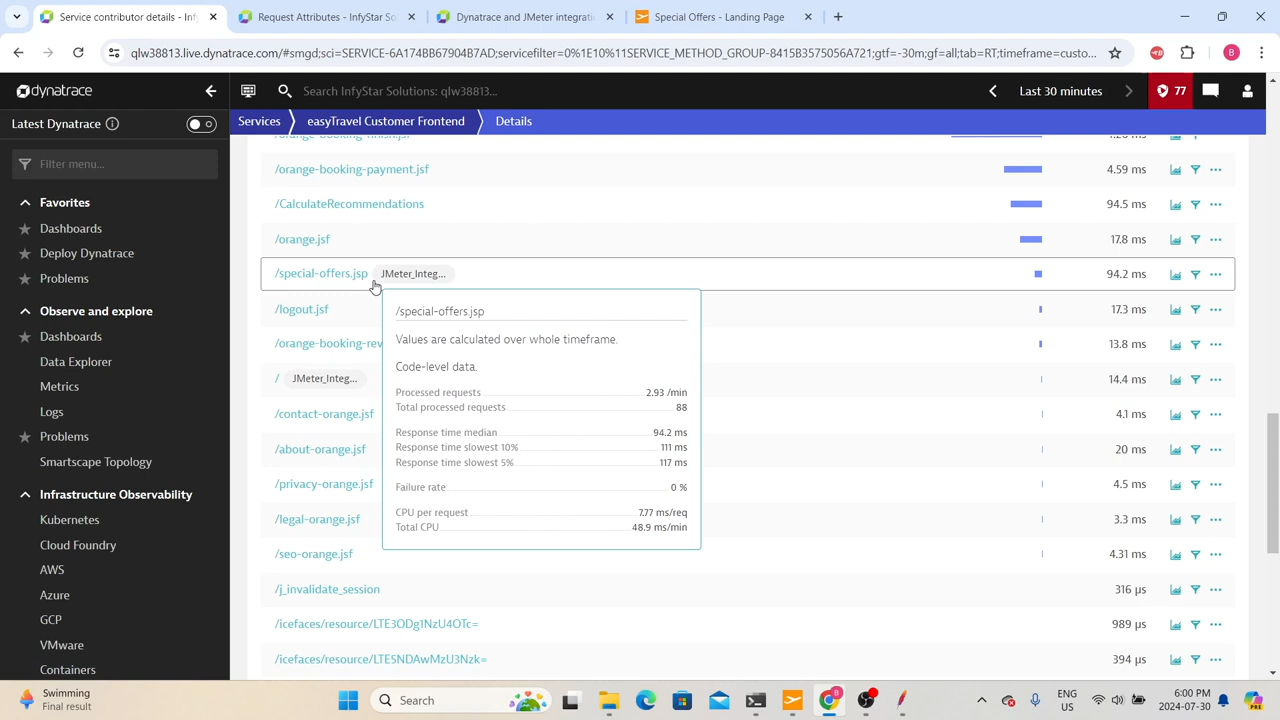 Service contributor details - Inf
Request Attributes - InfyStar So
Dynatrace and JMeter integrati
Special Offers - Landing Page
qlw38813.live.dynatrace.com/#smgd;sci=SERVICE-6A174BB67904B7AD;servicefilter=0%1E10%11SERVICE_METHOD_GROUP-8415B3575056A721;gtf=-30m;gf=all;tab=RT;timeframe=custo...
B
dynatrace
Search InfyStar Solutions: qlw38813...
Last 30 minutes
77
Latest Dynatrace
Services
easyTravel Customer Frontend
Details
Filter menu...
Favorites
Dashboards
Deploy Dynatrace
Problems
Observe and explore
Dashboards
Data Explorer
Metrics
Logs
Problems
Smartscape Topology
Infrastructure Observability
Kubernetes
Cloud Foundry
AWS
Azure
GCP
VMware
Containers
/orange-booking-finish.jsf
/orange-booking-payment.jsf 4.59 ms
/CalculateRecommendations 94.5 ms
/orange.jsf 17.8 ms
/special-offers.jsp JMeter_Integ... 94.2 ms
/logout.jsf 17.3 ms
/orange-booking-rev 13.8 ms
/ JMeter_Integ... 14.4 ms
/contact-orange.jsf 4.1 ms
/about-orange.jsf 20 ms
/privacy-orange.jsf 4.5 ms
/legal-orange.jsf 3.3 ms
/seo-orange.jsf 4.31 ms
/j_invalidate_session 316 µs
/icefaces/resource/LTE3ODg1NzU4OTc= 989 µs
/icefaces/resource/LTE5NDAwMzU3Nzk= 394 µs
/special-offers.jsp
Values are calculated over whole timeframe.
Code-level data.
Processed requests 2.93 /min
Total processed requests 88
Response time median 94.2 ms
Response time slowest 10% 111 ms
Response time slowest 5% 117 ms
Failure rate 0 %
CPU per request 7.77 ms/req
Total CPU 48.9 ms/min
Swimming
Final result
Search
ENG
US
6:00 PM
2024-07-30